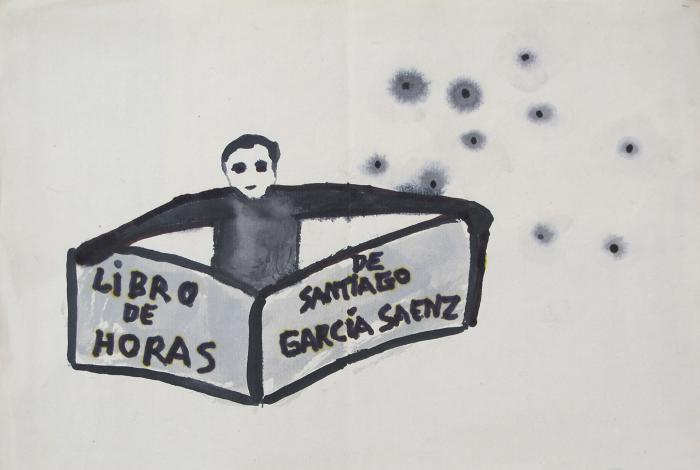 LiBRO
DE
HORAS
DE
SANTIAGO
GARCÍA SAENZ